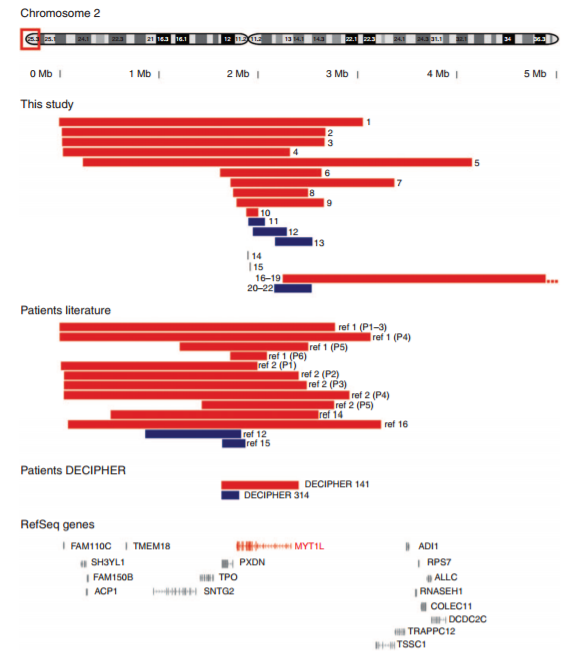 Chromosome 2
25.3 25.1 24.1 22.3 21 16.3 16.1 12 11.2 11.2 13 14.1 14.3 22.1 22.3 24.1 24.3 31.1 32.1 34 36.3
0 Mb 1 Mb 2 Mb 3 Mb 4 Mb 5 Mb
This study
1
2
3
4
5
6
7
8
9
10
11
12
13
14
15
16–19
20–22
Patients literature
ref 1 (P1–3)
ref 1 (P4)
ref 1 (P5)
ref 1 (P6)
ref 2 (P1)
ref 2 (P2)
ref 2 (P3)
ref 2 (P4)
ref 2 (P5)
ref 14
ref 16
ref 12
ref 15
Patients DECIPHER
DECIPHER 141
DECIPHER 314
RefSeq genes
FAM110C TMEM18 MYT1L ADI1
SH3YL1 PXDN RPS7
FAM150B TPO ALLC
ACP1 SNTG2 RNASEH1
COLEC11
DCDC2C
TRAPPC12
TSSC1